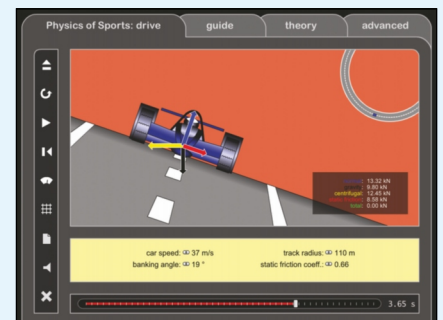 Physics of Sports: drive
guide
theory
advanced
13.32 kN
9.80 kN
centrifugal: 12.45 kN
8.58 kN
total: 0.00 kN
car speed: 37 m/s
track radius: 110 m
banking angle: 19 °
static friction coeff.: 0.66
3.65 s